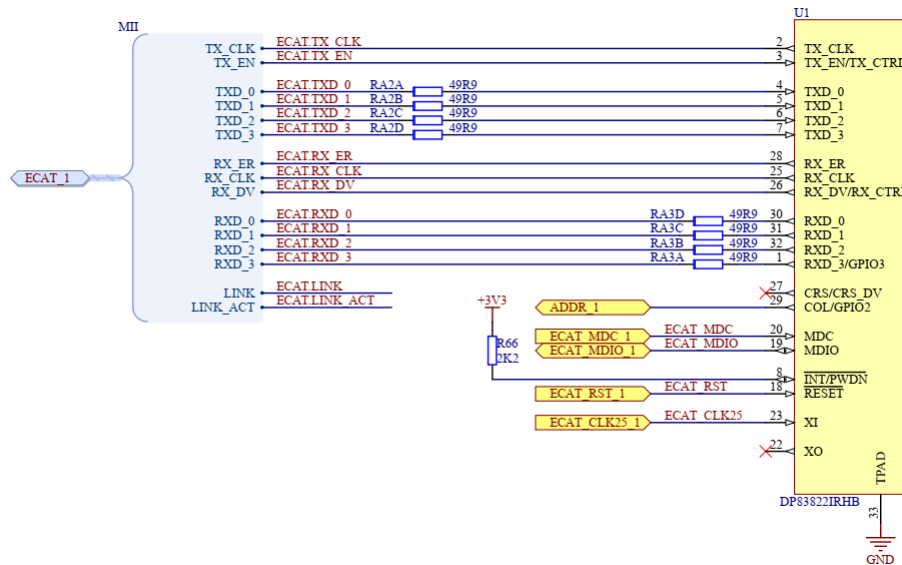 U1
MII
TX_CLK ECAT.TX_CLK 2 TX_CLK
TX_EN ECAT.TX_EN 3 TX_EN/TX_CTRL
TXD_0 ECAT.TXD_0 RA2A 49R9 4 TXD_0
TXD_1 ECAT.TXD_1 RA2B 49R9 5 TXD_1
TXD_2 ECAT.TXD_2 RA2C 49R9 6 TXD_2
TXD_3 ECAT.TXD_3 RA2D 49R9 7 TXD_3
RX_ER ECAT.RX_ER 28 RX_ER
ECAT_1 RX_CLK ECAT.RX_CLK 25 RX_CLK
RX_DV ECAT.RX_DV 26 RX_DV/RX_CTRL
RXD_0 ECAT.RXD_0 RA3D 49R9 30 RXD_0
RXD_1 ECAT.RXD_1 RA3C 49R9 31 RXD_1
RXD_2 ECAT.RXD_2 RA3B 49R9 32 RXD_2
RXD_3 ECAT.RXD_3 RA3A 49R9 1 RXD_3/GPIO3
LINK ECAT.LINK 27 CRS/CRS_DV
LINK_ACT ECAT.LINK_ACT +3V3 ADDR_1 29 COL/GPIO2
ECAT_MDC_1 ECAT_MDC 20 MDC
R66 ECAT_MDIO_1 ECAT_MDIO 19 MDIO
2K2
8 INT/PWDN
ECAT_RST_1 ECAT_RST 18 RESET
ECAT_CLK25_1 ECAT_CLK25 23 XI
22 XO
TPAD
DP83822IRHB
33
GND